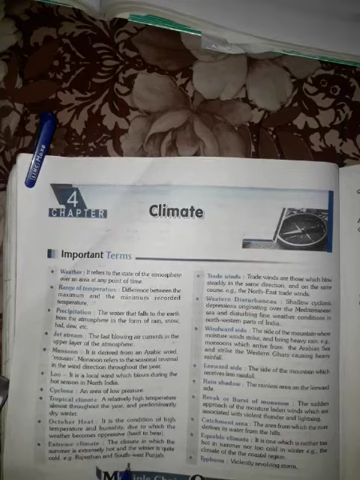 4
CHAPTER
Climate
Important Terms
Weather : It refers to the state of the atmosphere
over an area at any point of time.
Range of temperature : Difference between the
maximum and the minimum recorded
temperature.
Precipitation : The water that falls to the earth
from the atmosphere in the form of rain, snow,
hail, dew, etc.
Jet stream : The fast blowing air currents in the
upper layer of the atmosphere.
Monsoon : It is derived from an Arabic word,
'mausim'. Monsoon refers to the seasonal reversal
in the wind direction throughout the year.
Loo : It is a local wind which blows during the
hot season in North India.
Cyclone : An area of low pressure.
Tropical climate : A relatively high temperature
almost throughout the year, and predominantly
dry winter.
October Heat : It is the condition of high
temperature and humidity, due to which the
weather becomes oppressive (hard to bear).
Extreme climate : The climate in which the
summer is extremely hot and the winter is quite
cold. e.g. Rajasthan and South-west Punjab.
Trade winds : Trade winds are those which blow
steadily in the same direction, and on the same
course. e.g., the North-East trade winds.
Western Disturbances : Shallow cyclonic
depressions originating over the Mediterranean
sea and disturbing fine weather conditions in
north-western parts of India.
Windward side : The side of the mountain where
moisture winds strike, and bring heavy rain e.g.
monsoons which arrive from the Arabian Sea
and strike the Western Ghats causing heavy
rainfall.
Leeward side : The side of the mountain which
receives less rainfall.
Rain shadow : The rainless area on the leeward
side.
Break or Burst of monsoon : The sudden
approach of the moisture laden winds which are
associated with violent thunder and lightning.
Catchment area : The area from which the river
derives its water from the hills.
Equable climate : It is one which is neither too
hot in summer nor too cold in winter e.g., the
climate of the coastal region.
Typhoons : Violently revolving storm.